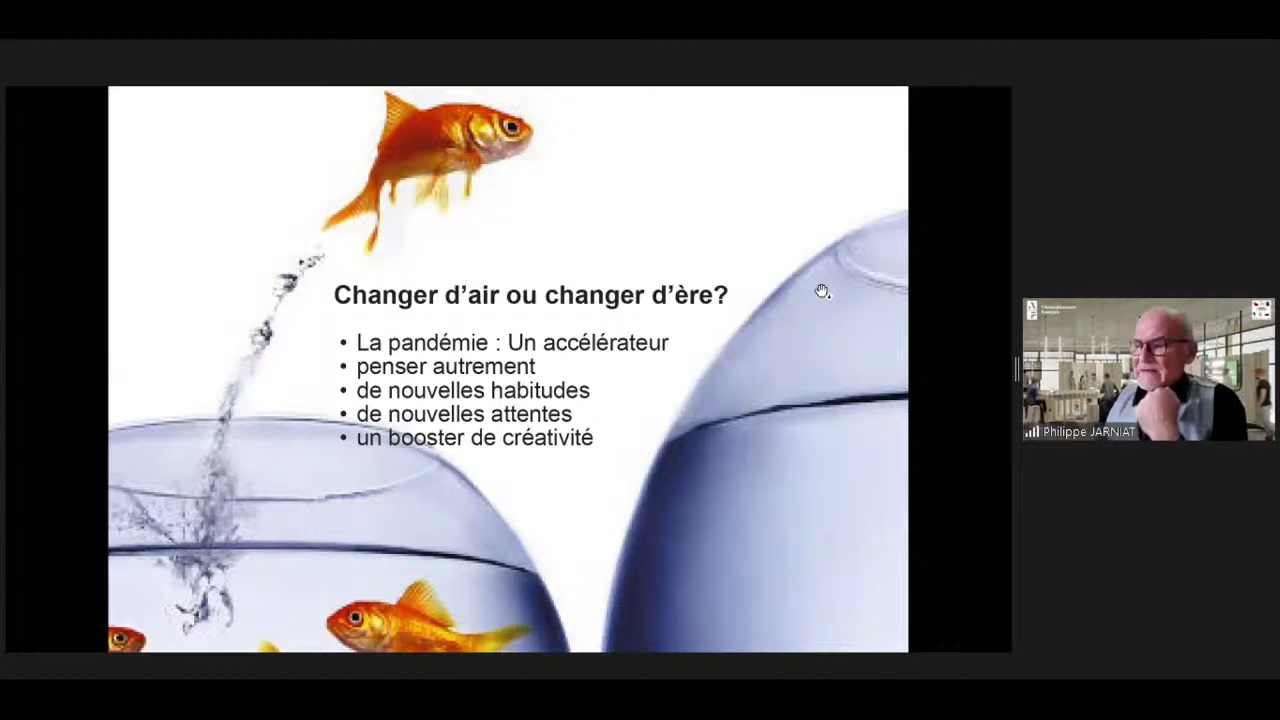 Changer d’air ou changer d’ère?
• La pandémie : Un accélérateur
• penser autrement
• de nouvelles habitudes
• de nouvelles attentes
• un booster de créativité
Philippe JARNIAT